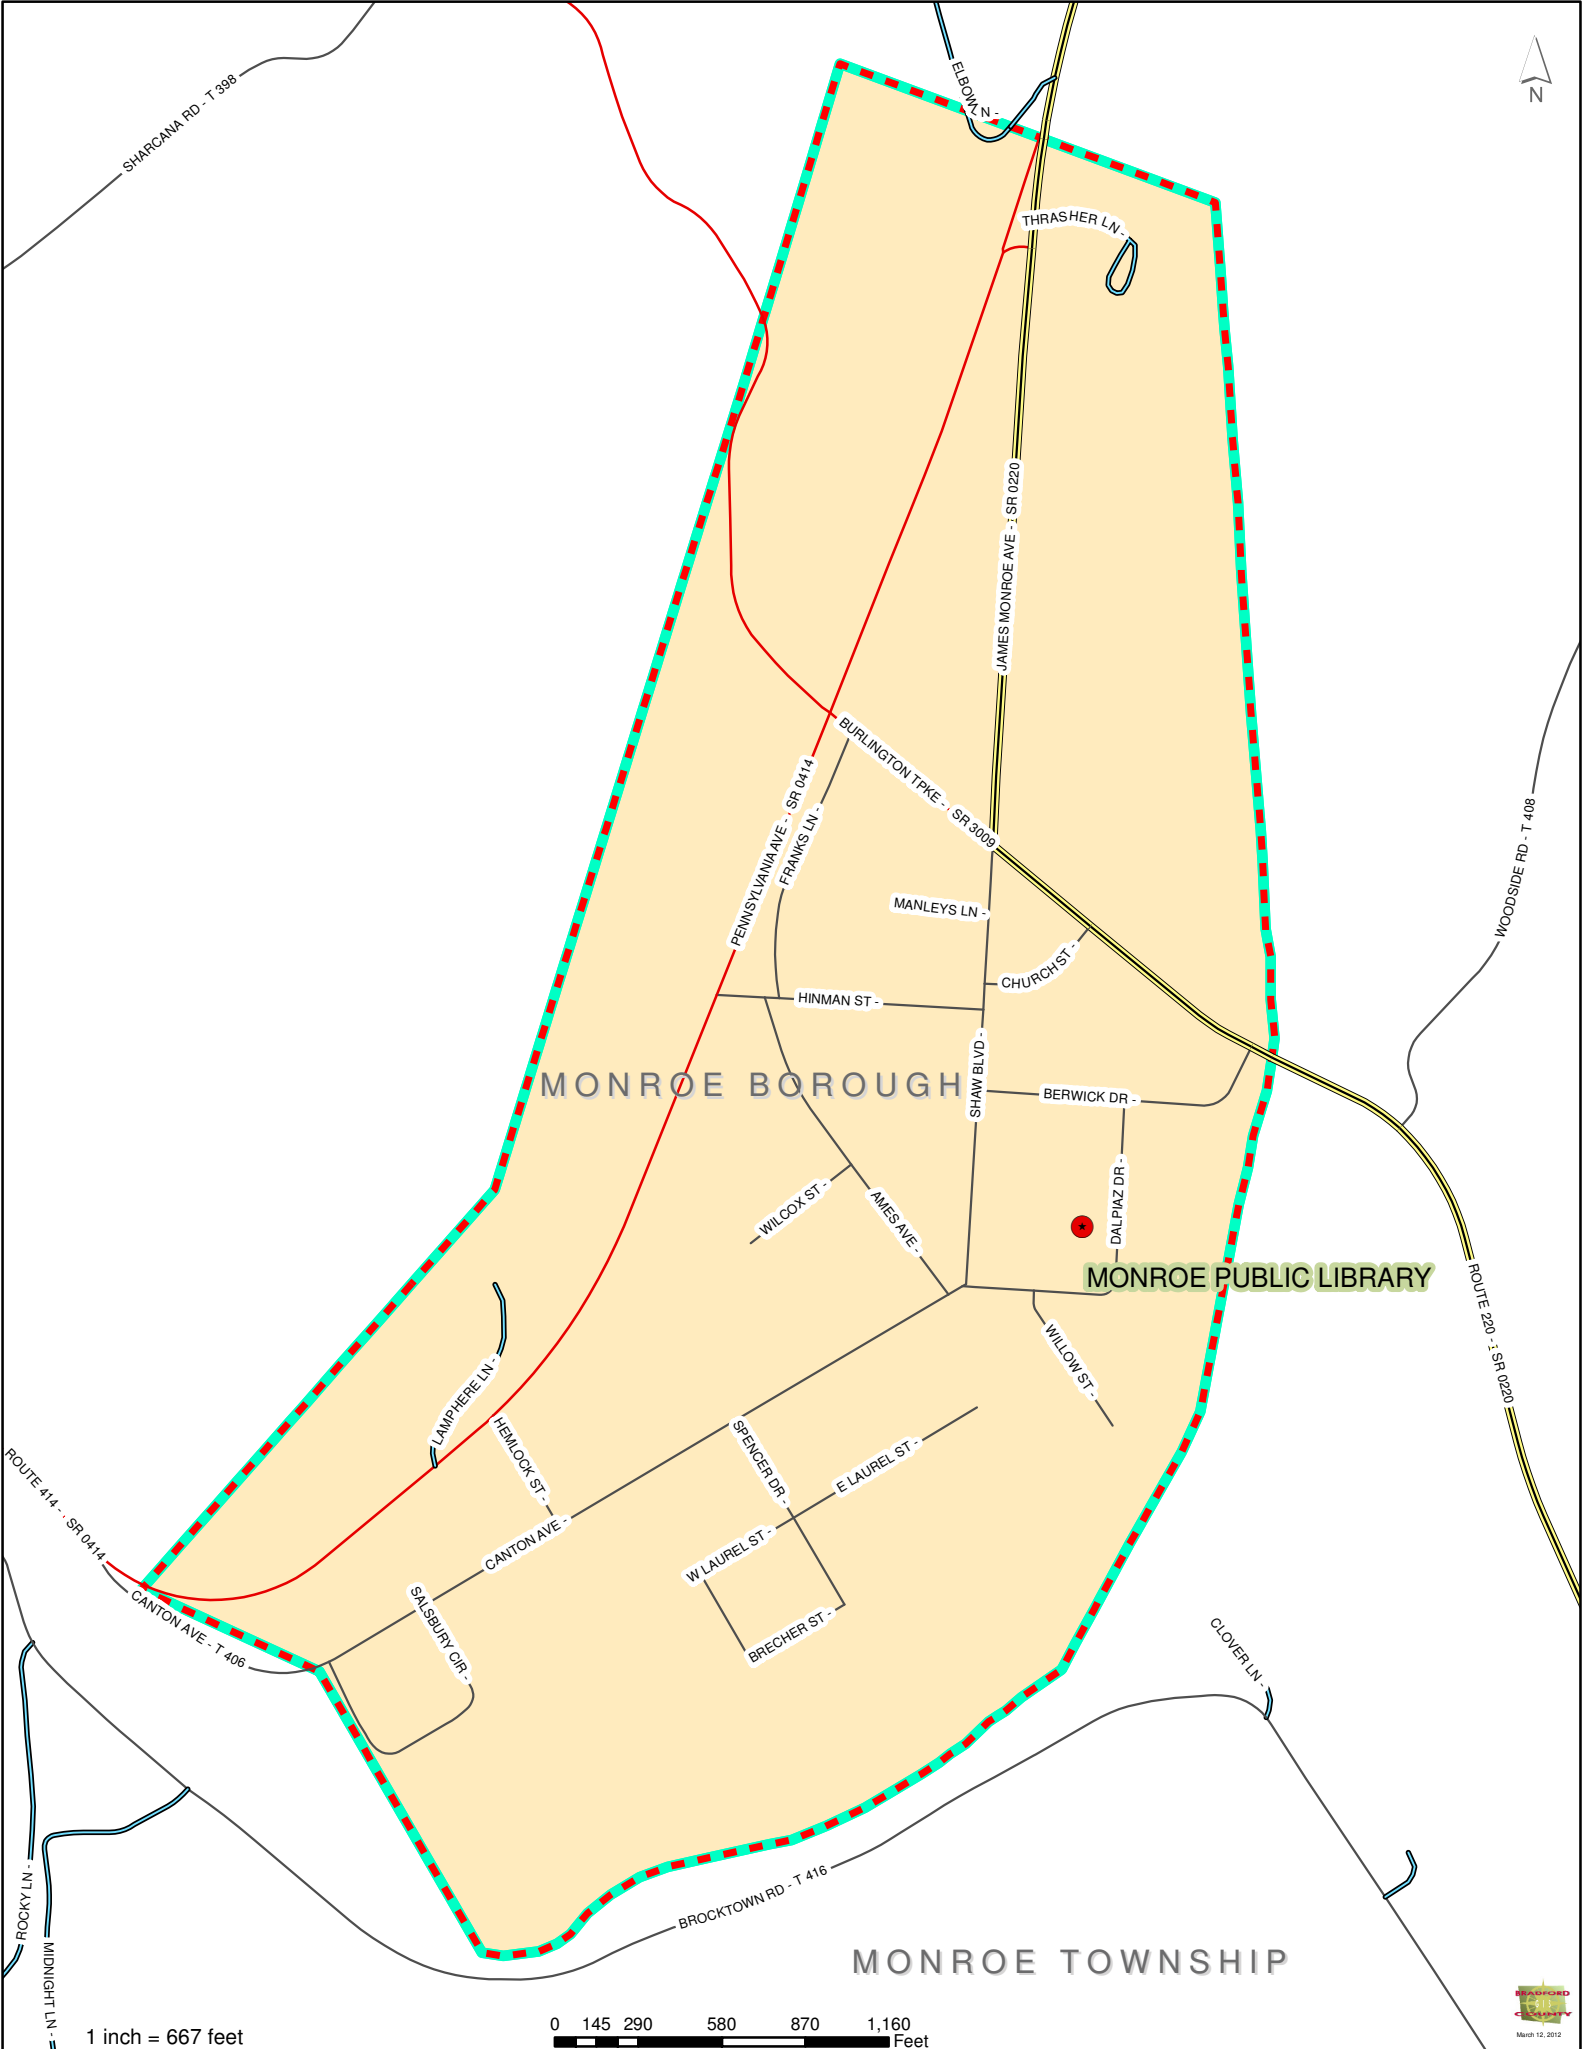 SHARCANA RD - T 398
ELBOW LN -
N
THRASHER LN -
JAMES MONROE AVE - : SR 0220
BURLINGTON TPKE - SR 3009
PENNSYLVANIA AVE - SR 0414
FRANKS LN -
WOODSIDE RD - T 408
MANLEYS LN -
CHURCH ST -
HINMAN ST -
MONROE BOROUGH
SHAW BLVD -
BERWICK DR -
DALPIAZ DR -
WILCOX ST -
AMES AVE -
MONROE PUBLIC LIBRARY
ROUTE 220 - : SR 0220
WILLOW ST -
LAMPHERE LN -
HEMLOCK ST -
SPENCER DR -
E LAUREL ST -
ROUTE 414 - SR 0414
CANTON AVE -
W LAUREL ST -
CANTON AVE - T 406
SALSBURY CIR -
BRECHER ST -
CLOVER LN -
BROCKTOWN RD - T 416
ROCKY LN -
MIDNIGHT LN -
MONROE TOWNSHIP
1 inch = 667 feet
0 145 290 580 870 1,160
Feet
BRADFORD
COUNTY
March 12, 2012